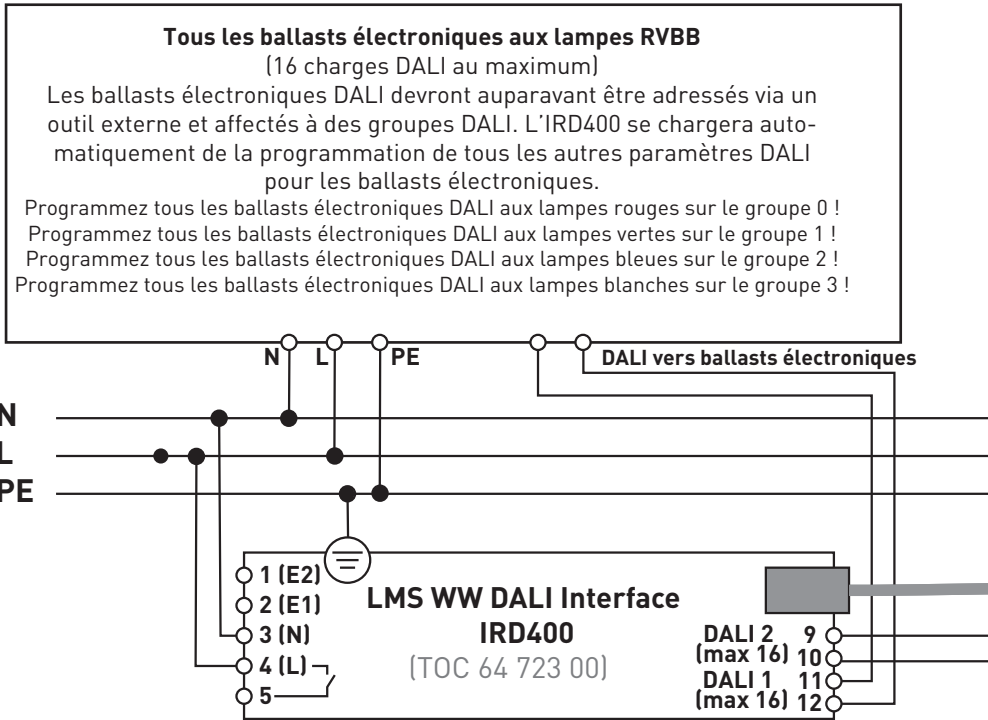 Tous les ballasts électroniques aux lampes RVBB
(16 charges DALI au maximum)
Les ballasts électroniques DALI devront auparavant être adressés via un
outil externe et affectés à des groupes DALI. L'IRD400 se chargera auto-
matiquement de la programmation de tous les autres paramètres DALI
pour les ballasts électroniques.
Programmez tous les ballasts électroniques DALI aux lampes rouges sur le groupe 0 !
Programmez tous les ballasts électroniques DALI aux lampes vertes sur le groupe 1 !
Programmez tous les ballasts électroniques DALI aux lampes bleues sur le groupe 2 !
Programmez tous les ballasts électroniques DALI aux lampes blanches sur le groupe 3 !
N L PE DALI vers ballasts électroniques
N
L
PE
1 (E2)
2 (E1)
3 (N)
4 (L)
5
LMS WW DALI Interface
IRD400
(TOC 64 723 00)
DALI 2 9
(max 16) 10
DALI 1 11
(max 16) 12